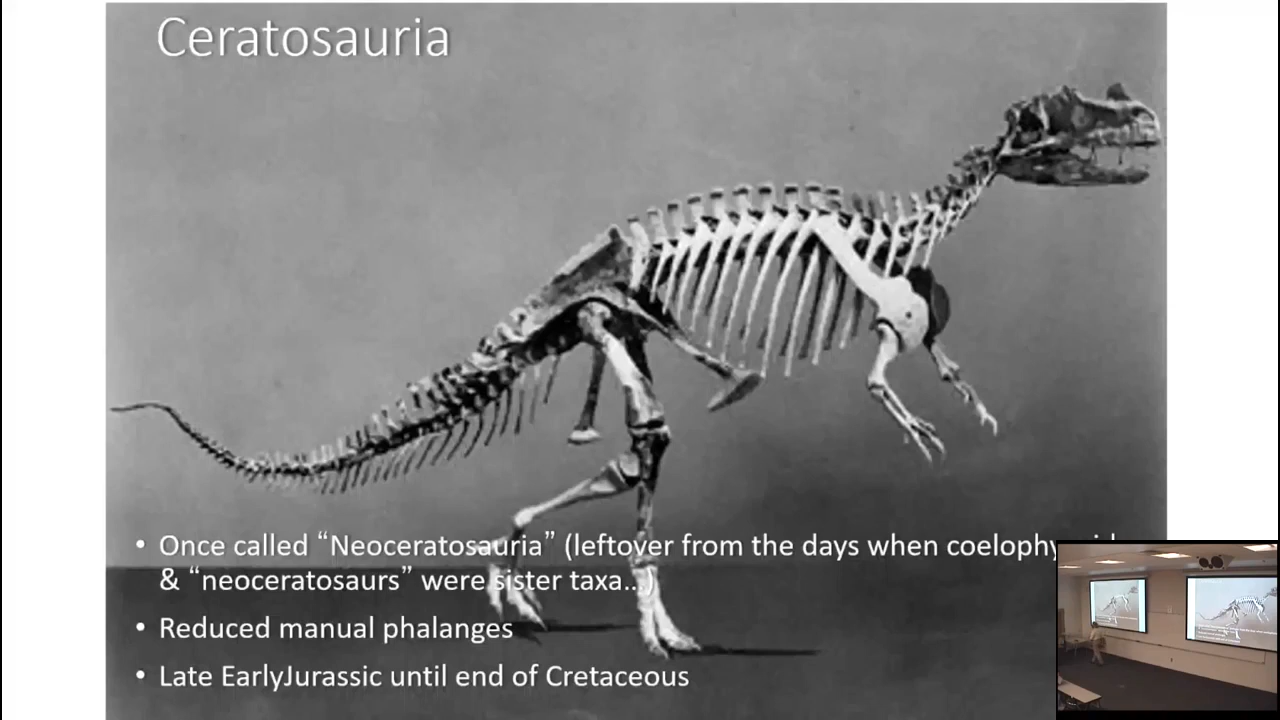 Ceratosauria
• Once called “Neoceratosauria” (leftover from the days when
& “neoceratosaurs” were sister taxa…)
• Reduced manual phalanges
• Late EarlyJurassic until end of Cretaceous